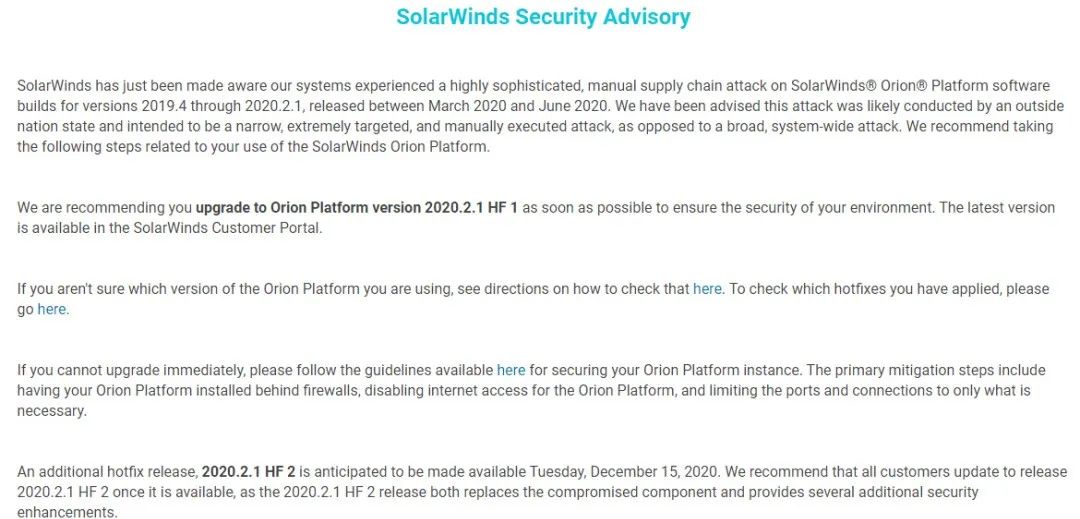 SolarWinds Security Advisory
SolarWinds has just been made aware our systems experienced a highly sophisticated, manual supply chain attack on SolarWinds® Orion® Platform software
builds for versions 2019.4 through 2020.2.1, released between March 2020 and June 2020. We have been advised this attack was likely conducted by an outside
nation state and intended to be a narrow, extremely targeted, and manually executed attack, as opposed to a broad, system-wide attack. We recommend taking
the following steps related to your use of the SolarWinds Orion Platform.
We are recommending you upgrade to Orion Platform version 2020.2.1 HF 1 as soon as possible to ensure the security of your environment. The latest version
is available in the SolarWinds Customer Portal.
If you aren't sure which version of the Orion Platform you are using, see directions on how to check that here. To check which hotfixes you have applied, please
go here.
If you cannot upgrade immediately, please follow the guidelines available here for securing your Orion Platform instance. The primary mitigation steps include
having your Orion Platform installed behind firewalls, disabling internet access for the Orion Platform, and limiting the ports and connections to only what is
necessary.
An additional hotfix release, 2020.2.1 HF 2 is anticipated to be made available Tuesday, December 15, 2020. We recommend that all customers update to release
2020.2.1 HF 2 once it is available, as the 2020.2.1 HF 2 release both replaces the compromised component and provides several additional security
enhancements.